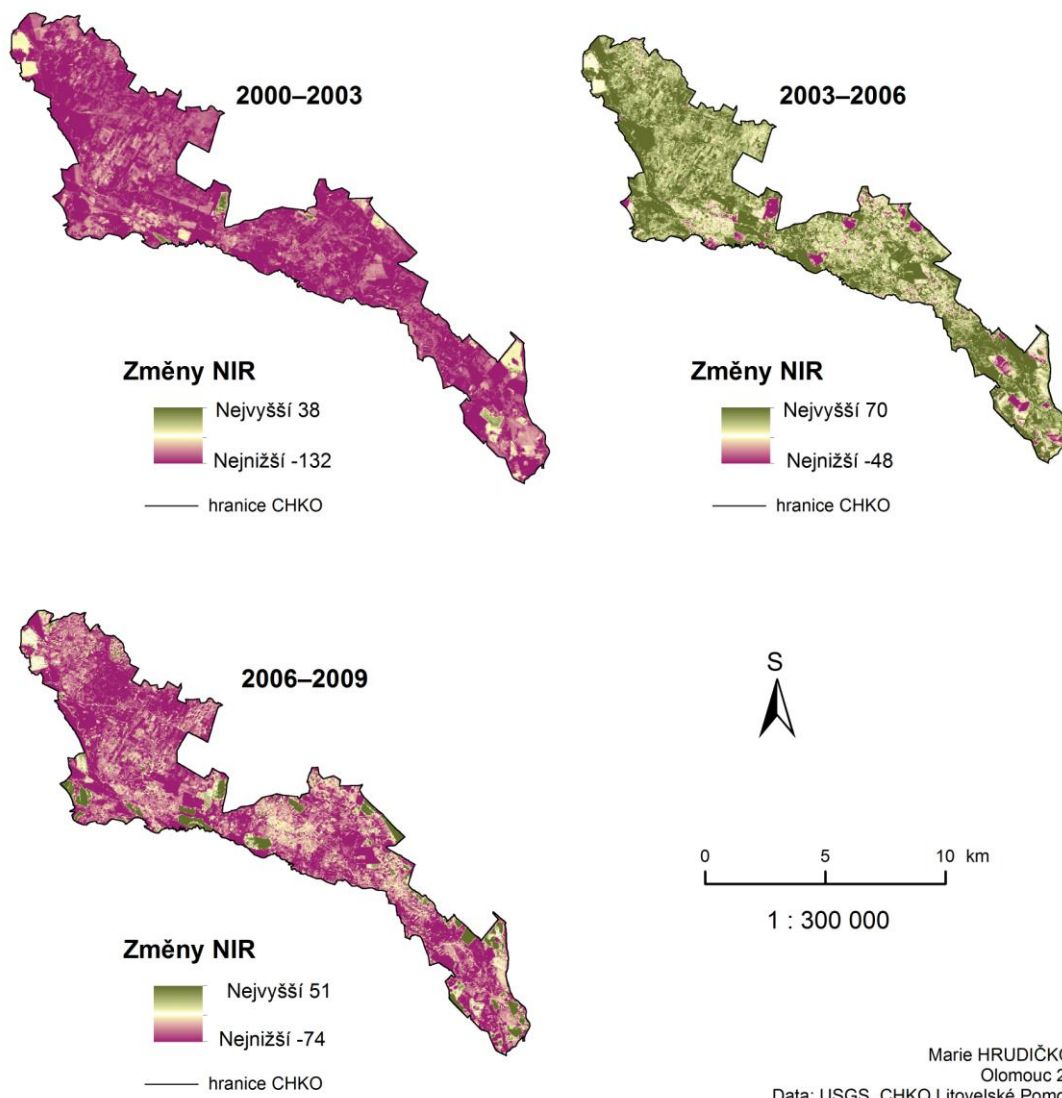 2000–2003
Změny NIR
Nejvyšší 38
Nejnižší -132
hranice CHKO
2003–2006
Změny NIR
Nejvyšší 70
Nejnižší -48
hranice CHKO
2006–2009
Změny NIR
Nejvyšší 51
Nejnižší -74
hranice CHKO
S
0 5 10 km
1 : 300 000
Marie
Olomouc
Data: USGS, CHKO Litovelské